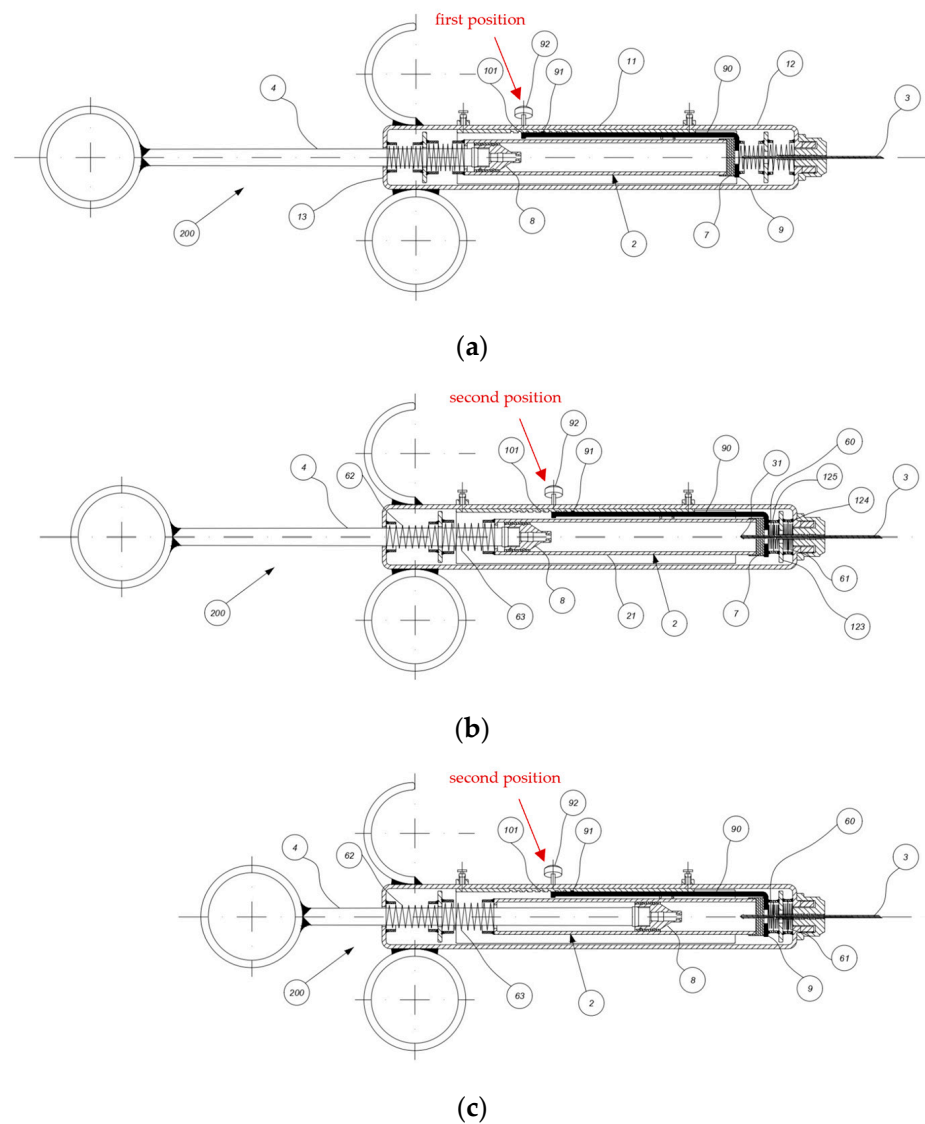 first position
92
101 91 11 90 12
4 3
13 8 7 9
200 2
(a)
second position
92
101 91 90 31 60
62 125
4 124 3
8 7 61
200 63 21 2 123
(b)
second position
92
101 91 90 60
4 62 3
8 61
200 63 2 9
(c)